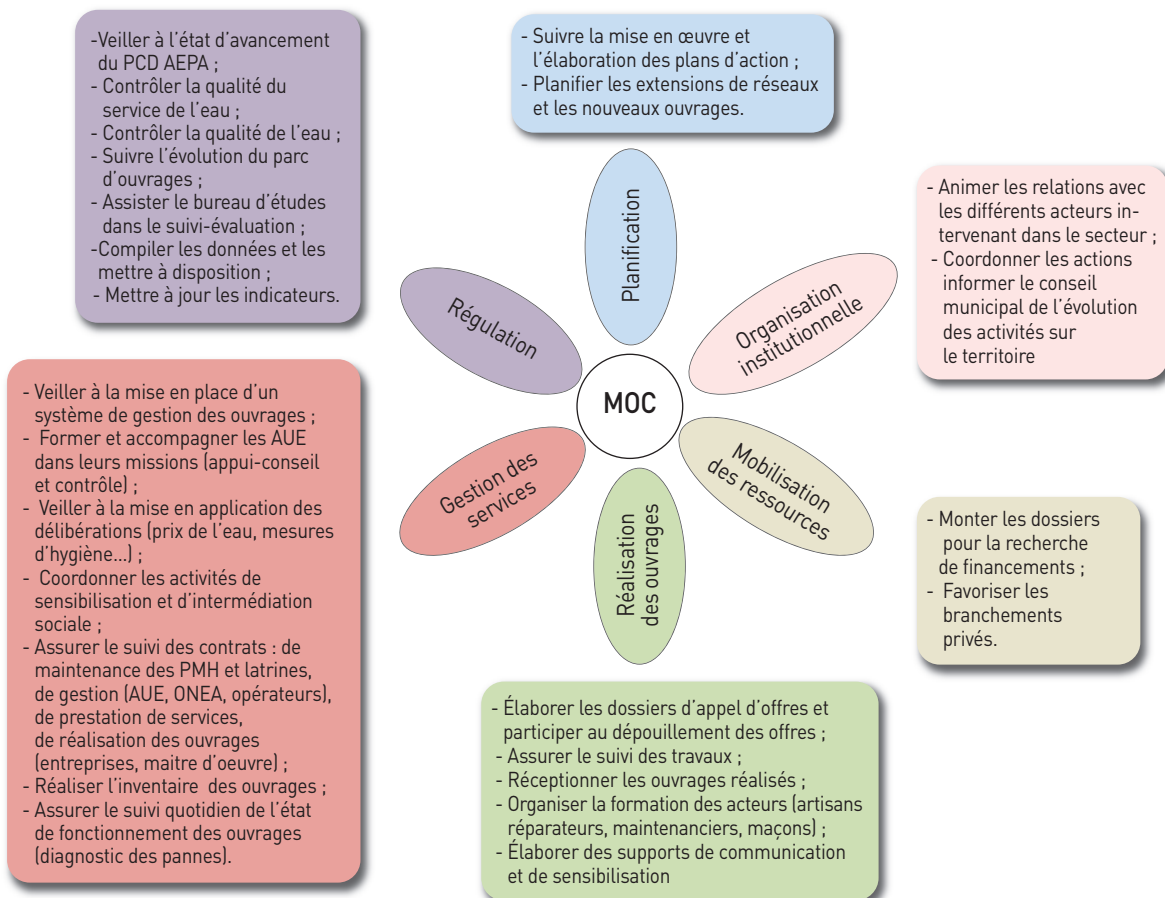 -Veiller à l'état d'avancement
du PCD AEPA ;
- Contrôler la qualité du
service de l'eau ;
- Contrôler la qualité de l'eau ;
- Suivre l'évolution du parc
d'ouvrages ;
- Assister le bureau d'études
dans le suivi-évaluation ;
-Compiler les données et les
mettre à disposition ;
- Mettre à jour les indicateurs.
- Suivre la mise en œuvre et
l'élaboration des plans d'action ;
- Planifier les extensions de réseaux
et les nouveaux ouvrages.
- Animer les relations avec
les différents acteurs in-
tervenant dans le secteur ;
- Coordonner les actions
informer le conseil
municipal de l'évolution
des activités sur
le territoire
Planification
Régulation
Organisation
institutionnelle
MOC
Gestion des
services
Mobilisation
des ressources
Réalisation
des ouvrages
- Veiller à la mise en place d'un
système de gestion des ouvrages ;
- Former et accompagner les AUE
dans leurs missions (appui-conseil
et contrôle) ;
- Veiller à la mise en application des
délibérations (prix de l'eau, mesures
d'hygiène...) ;
- Coordonner les activités de
sensibilisation et d'intermédiation
sociale ;
- Assurer le suivi des contrats : de
maintenance des PMH et latrines,
de gestion (AUE, ONEA, opérateurs),
de prestation de services,
de réalisation des ouvrages
(entreprises, maitre d'oeuvre) ;
- Réaliser l'inventaire des ouvrages ;
- Assurer le suivi quotidien de l'état
de fonctionnement des ouvrages
(diagnostic des pannes).
- Monter les dossiers
pour la recherche
de financements ;
- Favoriser les
branchements
privés.
- Élaborer les dossiers d'appel d'offres et
participer au dépouillement des offres ;
- Assurer le suivi des travaux ;
- Réceptionner les ouvrages réalisés ;
- Organiser la formation des acteurs (artisans
réparateurs, maintenanciers, maçons) ;
- Élaborer des supports de communication
et de sensibilisation